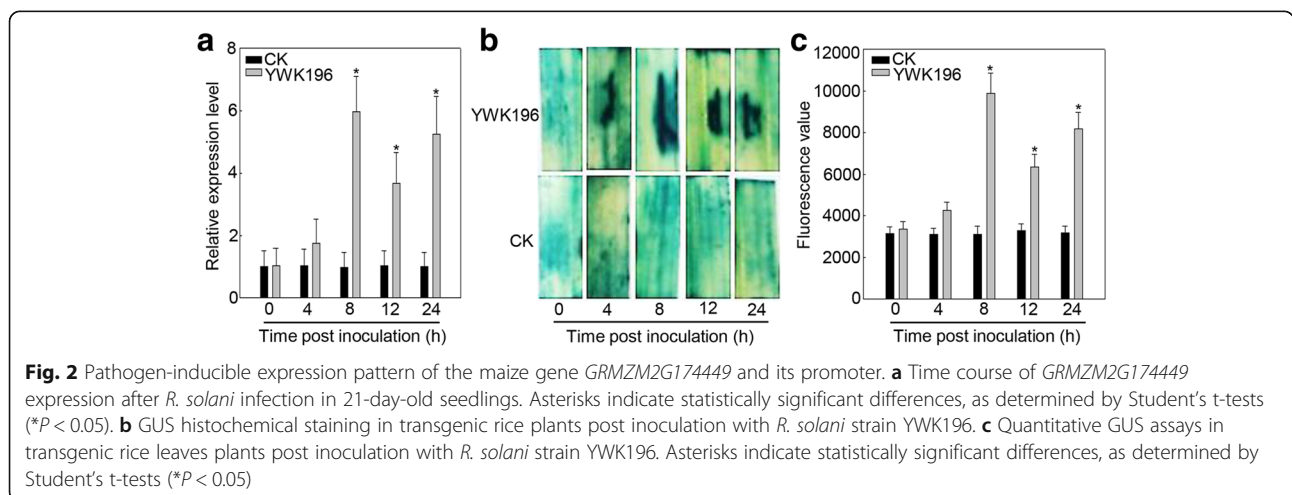 a
8
6
4
2
0
Relative expression level
CK
YWK196
*
*
*
0 4 8 12 24
Time post inoculation (h)
b
YWK196
CK
0 4 8 12 24
Time post inoculation (h)
c
12000
10000
8000
6000
4000
2000
0
Fluorescence value
CK
YWK196
*
*
*
0 4 8 12 24
Time post inoculation (h)
Fig. 2 Pathogen-inducible expression pattern of the maize gene GRMZM2G174449 and its promoter. a Time course of GRMZM2G174449
expression after R. solani infection in 21-day-old seedlings. Asterisks indicate statistically significant differences, as determined by Student’s t-tests
(*P < 0.05). b GUS histochemical staining in transgenic rice plants post inoculation with R. solani strain YWK196. c Quantitative GUS assays in
transgenic rice leaves plants post inoculation with R. solani strain YWK196. Asterisks indicate statistically significant differences, as determined by
Student’s t-tests (*P < 0.05)